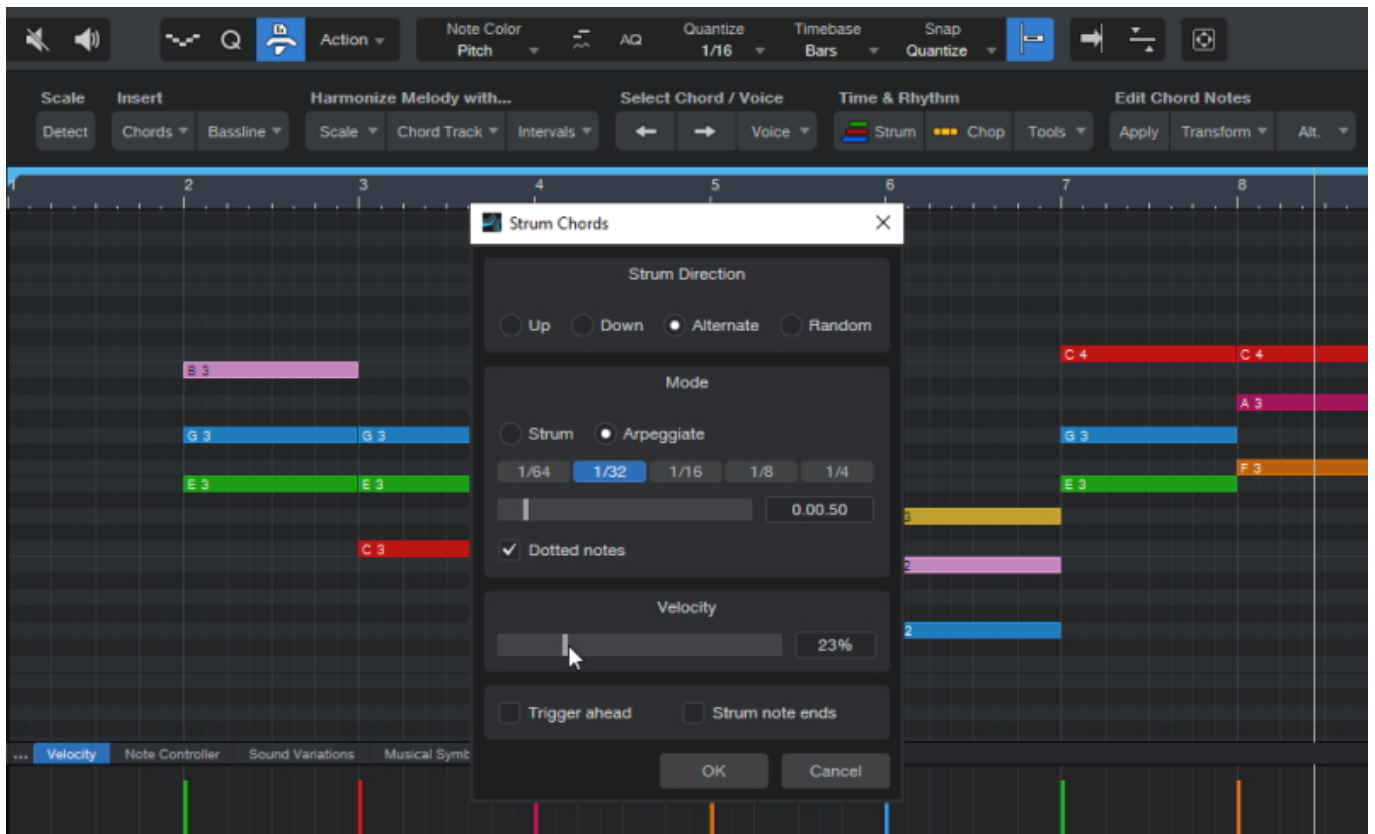 Note Color Quantize Timebase Snap
Q Action AQ
Pitch 1/16 Bars Quantize
Scale Insert Harmonize Melody with... Select Chord / Voice Time & Rhythm Edit Chord Notes
Detect Chords Bassline Scale Chord Track Intervals Voice Strum Chop Tools Apply Transform Alt.
1 2 3 4 5 6 7 8
Strum Chords
Strum Direction
Up Down Alternate Random
C 4 C 4
B 3
Mode
A 3
G 3 G 3 Strum Arpeggiate G 3
1/64 1/32 1/16 1/8 1/4 F 3
E 3 E 3 E 3
0.00.50
C 3 Dotted notes
Velocity
2
23%
Trigger ahead Strum note ends
... Velocity Note Controller Sound Variations Musical Symb
OK Cancel